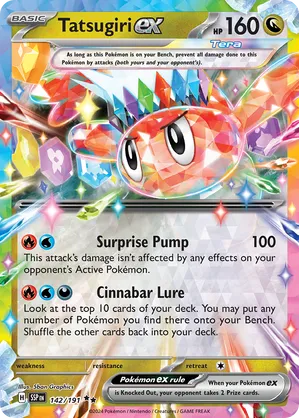 BASIC
Tatsugiri ex HP 160
Tera
As long as this Pokémon is on your Bench, prevent all damage done to this
Pokémon by attacks (both yours and your opponent's).
Surprise Pump 100
This attack's damage isn't affected by any effects on your
opponent's Active Pokémon.
Cinnabar Lure
Look at the top 10 cards of your deck. You may put any
number of Pokémon you find there onto your Bench.
Shuffle the other cards back into your deck.
weakness resistance retreat
Pokémon ex rule
When your Pokémon ex
is Knocked Out, your opponent takes 2 Prize cards.
Illus. 5ban Graphics
H SSP EN 142/191
©2024 Pokémon / Nintendo / Creatures / GAME FREAK